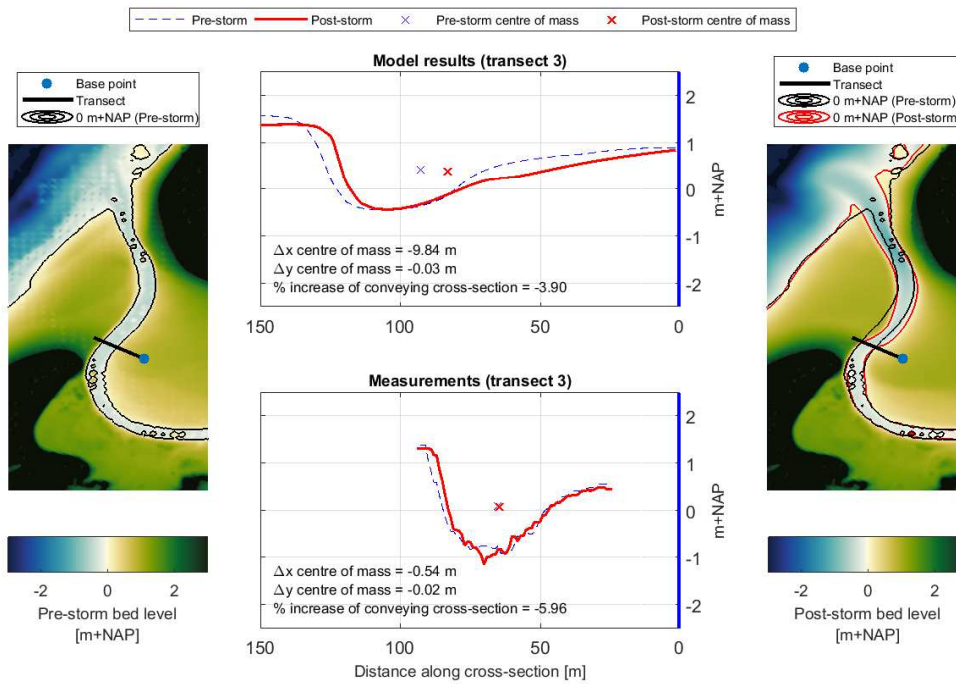 Pre-storm
Post-storm
Pre-storm centre of mass
Post-storm centre of mass
Base point
Transect
0 m+NAP (Pre-storm)
-2
0
2
Pre-storm bed level
[m+NAP]
Model results (transect 3)
2
1
0
-1
-2
m+NAP
Δx centre of mass = -9.84 m
Δy centre of mass = -0.03 m
% increase of conveying cross-section = -3.90
150
100
50
0
Measurements (transect 3)
2
1
0
-1
-2
m+NAP
Δx centre of mass = -0.54 m
Δy centre of mass = -0.02 m
% increase of conveying cross-section = -5.96
150
100
50
0
Distance along cross-section [m]
Base point
Transect
0 m+NAP (Pre-storm)
0 m+NAP (Post-storm)
-2
0
2
Post-storm bed level
[m+NAP]